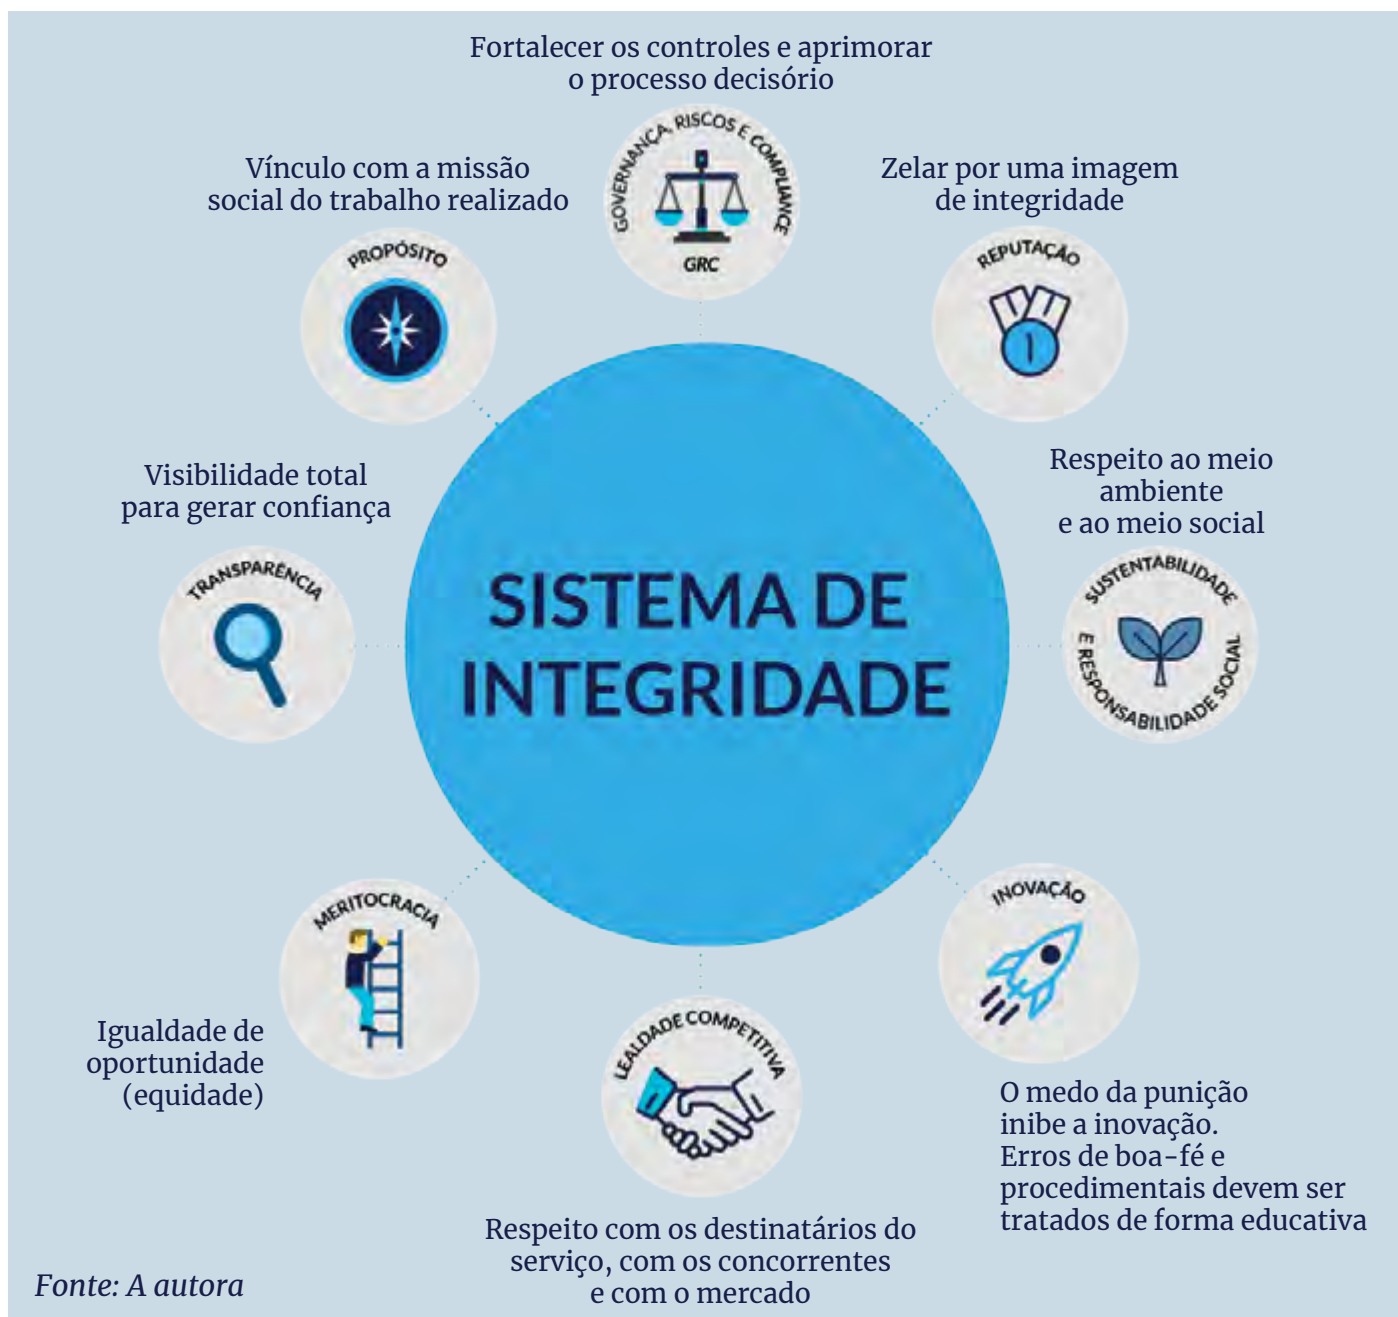 Fortalecer os controles e aprimorar
o processo decisório
GOVERNANÇA, RISCOS E COMPLIANCE
GRC
Vínculo com a missão
social do trabalho realizado
PROPÓSITO
Zelar por uma imagem
de integridade
REPUTAÇÃO
Visibilidade total
para gerar confiança
TRANSPARÊNCIA
Respeito ao meio
ambiente
e ao meio social
SUSTENTABILIDADE
E RESPONSABILIDADE SOCIAL
SISTEMA DE
INTEGRIDADE
MERITOCRACIA
Igualdade de
oportunidade
(equidade)
LEALDADE COMPETITIVA
Respeito com os destinatários do
serviço, com os concorrentes
e com o mercado
INOVAÇÃO
O medo da punição
inibe a inovação.
Erros de boa-fé e
procedimentais devem ser
tratados de forma educativa
Fonte: A autora